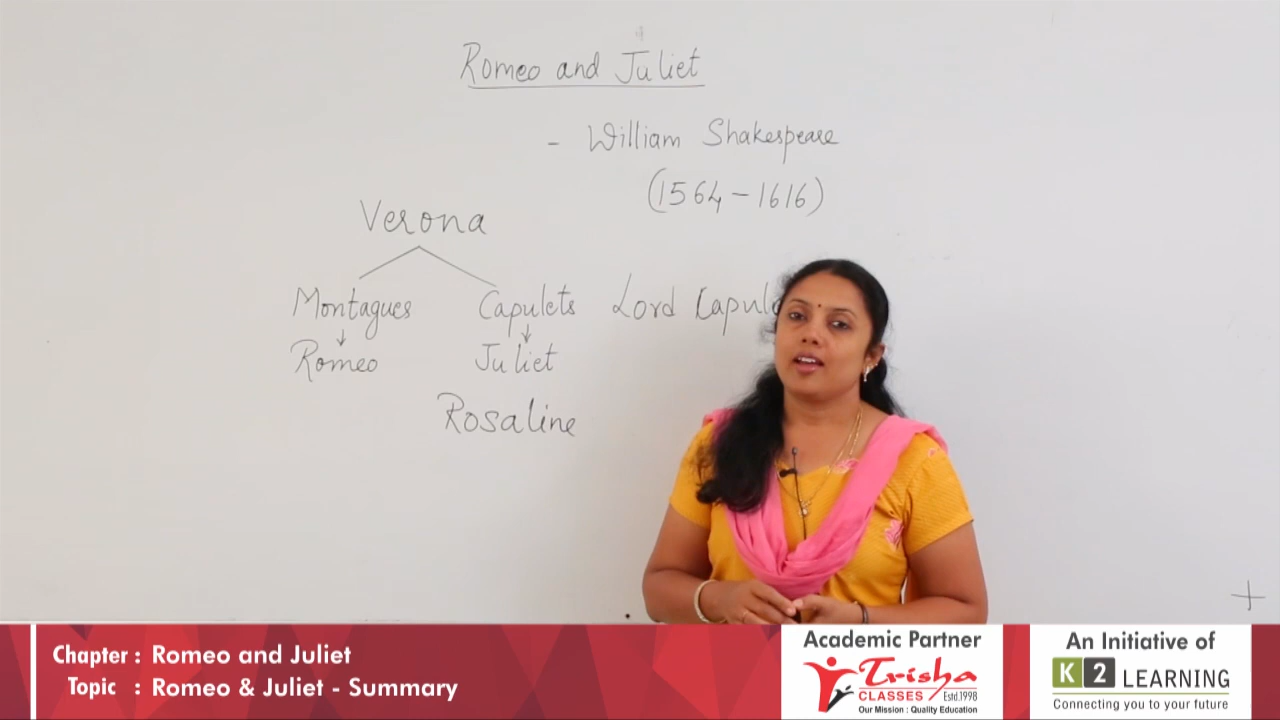 Romeo and Juliet
- William Shakespeare
(1564 - 1616)
Verona
Montagues Capulets Lord
Romeo Juliet
Rosaline
Chapter : Romeo and Juliet
Topic : Romeo & Juliet - Summary
Academic Partner
Trisha
CLASSES Estd.1998
Our Mission : Quality Education
An Initiative of
K2 LEARNING
Connecting you to your future